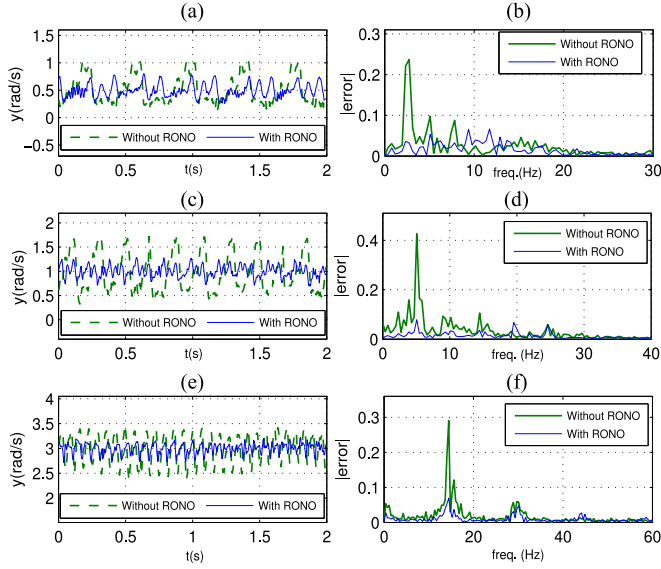 (a)
y(rad/s)
1.5
1
0.5
0
−0.5
Without RONO
With RONO
0
0.5
1
1.5
2
t(s)
(b)
|error|
0.3
0.2
0.1
0
Without RONO
With RONO
0
10
20
30
freq.(Hz)
(c)
y(rad/s)
2
1.5
1
0.5
0
Without RONO
With RONO
0
0.5
1
1.5
2
t(s)
(d)
|error|
0.4
0.2
0
Without RONO
With RONO
0
10
20
30
40
freq. (Hz)
(e)
y(rad/s)
4
3.5
3
2.5
2
Without RONO
With RONO
0
0.5
1
1.5
2
t(s)
(f)
|error|
0.3
0.2
0.1
0
Without RONO
With RONO
0
20
40
60
freq. (Hz)